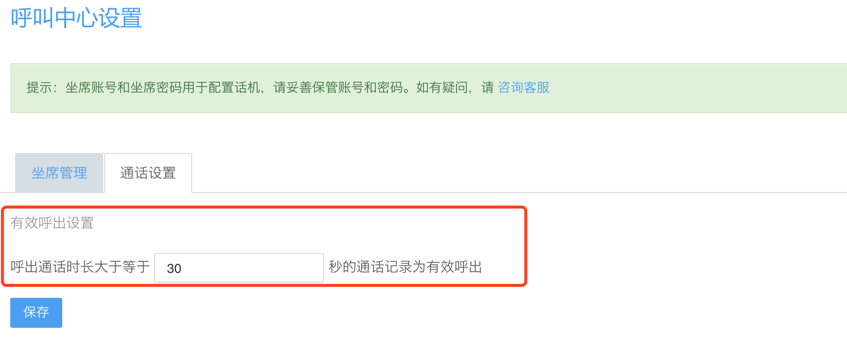 呼叫中心设置
提示：坐席账号和坐席密码用于配置话机，请妥善保管账号和密码。如有疑问，请 咨询客服
坐席管理 通话设置
有效呼出设置
呼出通话时长大于等于 30 秒的通话记录为有效呼出
保存